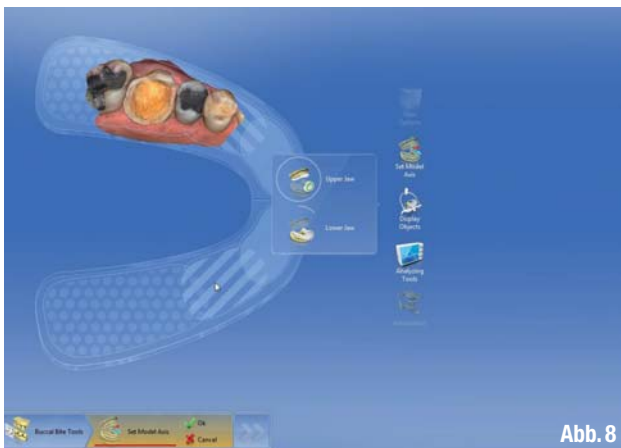 Upper Jaw
Lower Jaw
Set Model
Axis
Display
Objects
Analyzing
Tools
Buccal Bite Tools
Set Model Axis
Ok
Cancel
Abb. 8